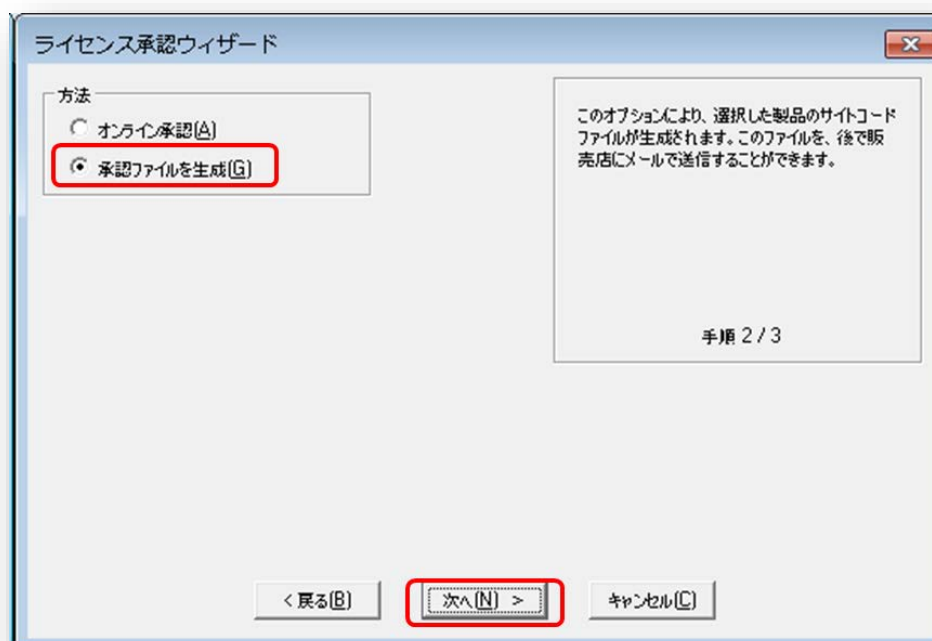 ライセンス承認ウィザード
方法
オンライン承認(A)
承認ファイルを生成(G)
このオプションにより、選択した製品のサイトコード
ファイルが生成されます。このファイルを、後で販
売店にメールで送信することができます。
手順 2 / 3
< 戻る(B)
次へ(N) >
キャンセル(C)